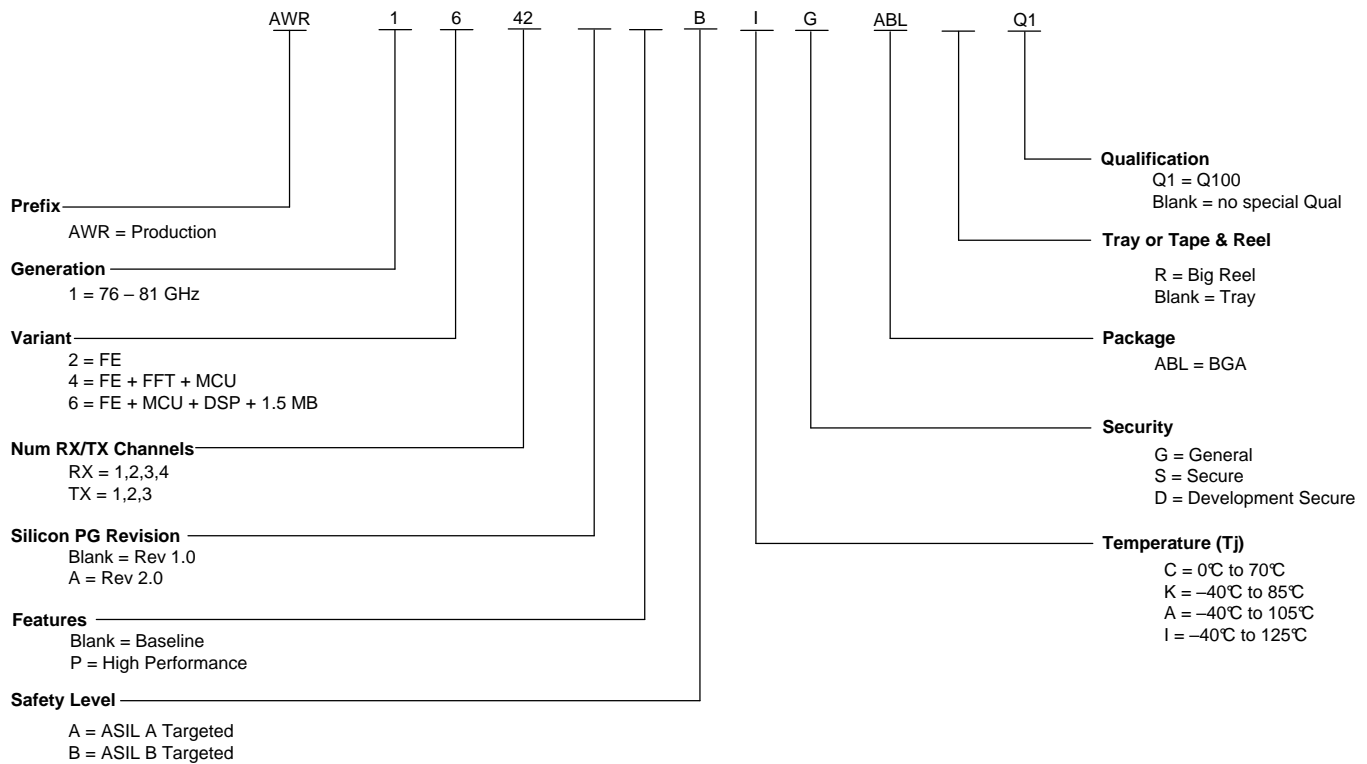 AWR 1 6 42 B I G ABL Q1
Prefix
AWR = Production
Generation
1 = 76 – 81 GHz
Variant
2 = FE
4 = FE + FFT + MCU
6 = FE + MCU + DSP + 1.5 MB
Num RX/TX Channels
RX = 1,2,3,4
TX = 1,2,3
Silicon PG Revision
Blank = Rev 1.0
A = Rev 2.0
Features
Blank = Baseline
P = High Performance
Safety Level
A = ASIL A Targeted
B = ASIL B Targeted
Qualification
Q1 = Q100
Blank = no special Qual
Tray or Tape & Reel
R = Big Reel
Blank = Tray
Package
ABL = BGA
Security
G = General
S = Secure
D = Development Secure
Temperature (Tj)
C = 0°C to 70°C
K = –40°C to 85°C
A = –40°C to 105°C
I = –40°C to 125°C